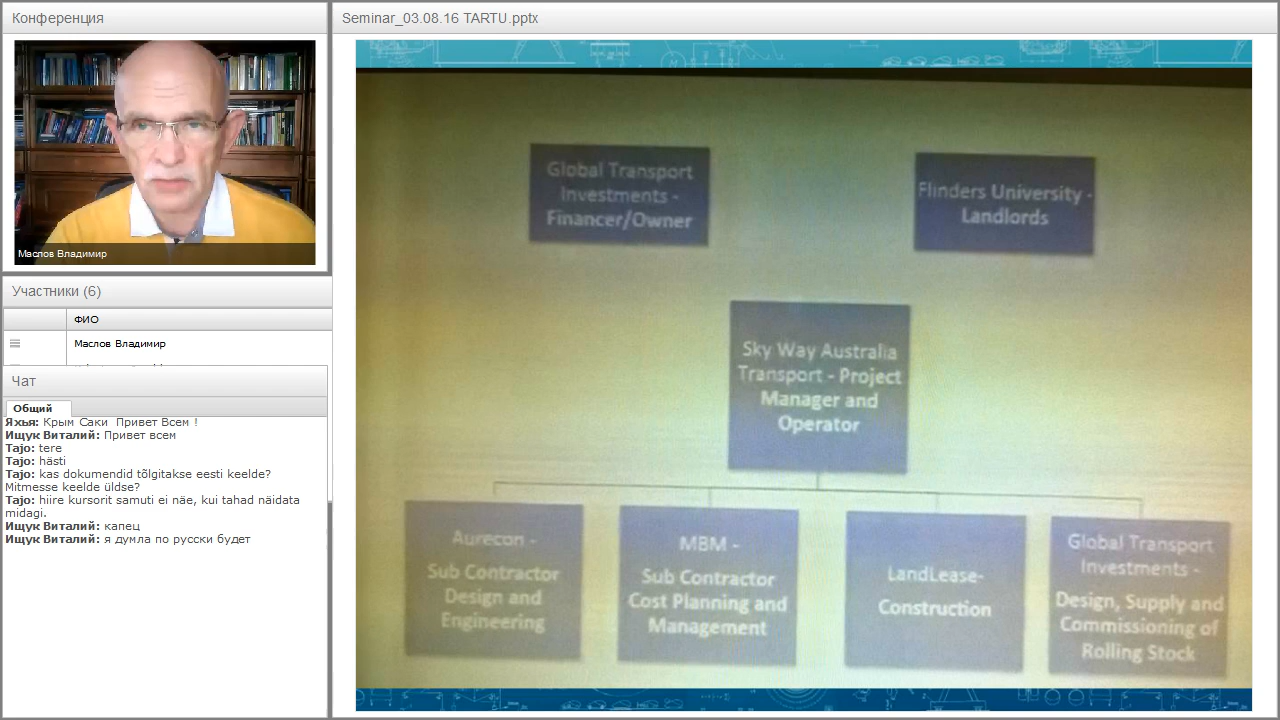 Конференция
Маслов Владимир
Участники (6)
ФИО
Маслов Владимир
Чат
Общий
Яхья: Крым Саки Привет Всем !
Ищук Виталий: Привет всем
Tajo: tere
Tajo: hästi
Tajo: kas dokumendid tõlgitakse eesti keelde?
Mitmesse keelde üldse?
Tajo: hiire kursorit samuti ei näe, kui tahad näidata
midagi.
Ищук Виталий: капец
Ищук Виталий: я думла по русски будет
Seminar_03.08.16 TARTU.pptx
Global Transport
Investments -
Financer/Owner
Flinders University -
Landlords
Sky Way Australia
Transport - Project
Manager and
Operator
Aurecon -
Sub Contractor
Design and
Engineering
MBM -
Sub Contractor
Cost Planning and
Management
LandLease-
Construction
Global Transport
Investments -
Design, Supply and
Commissioning of
Rolling Stock